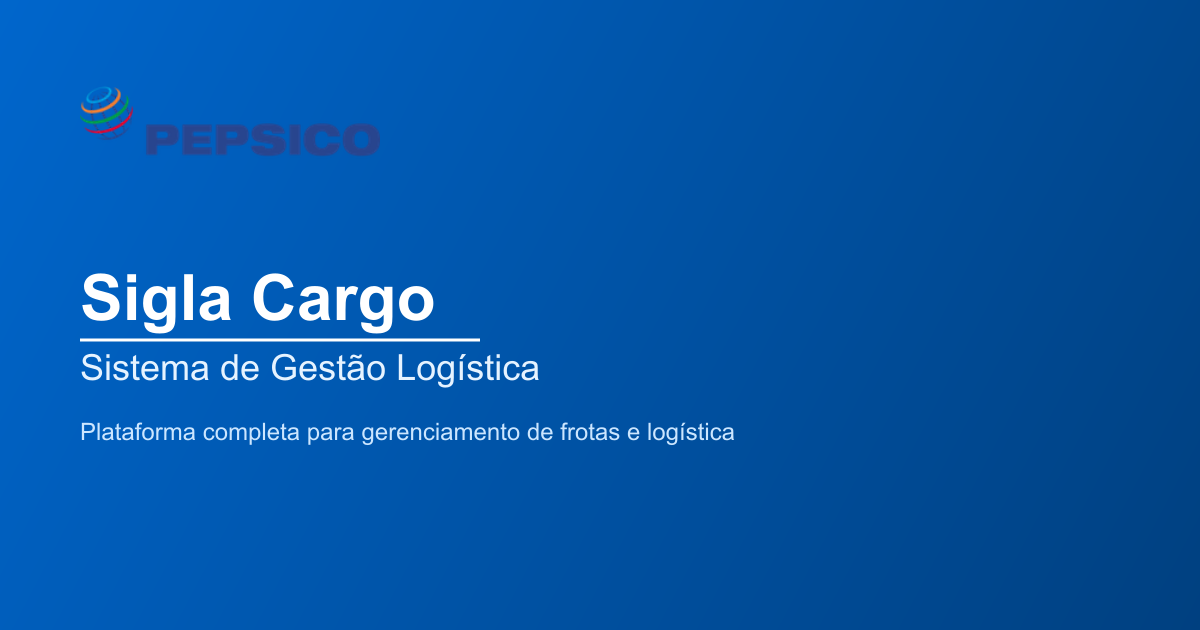 PEPSICO
Sigla Cargo
Sistema de Gestão Logística
Plataforma completa para gerenciamento de frotas e logística